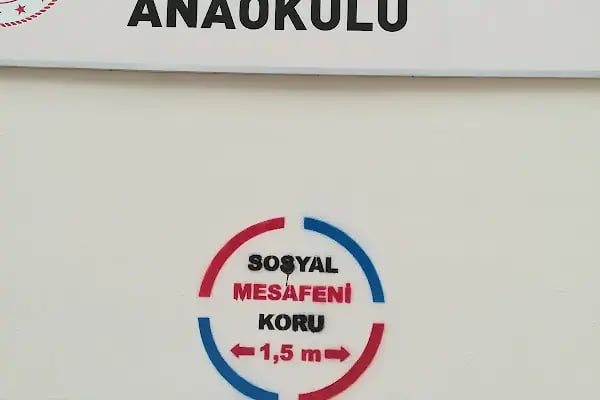 ANAOKULU
SOSYAL
MESAFENİ
KORU
1,5 m